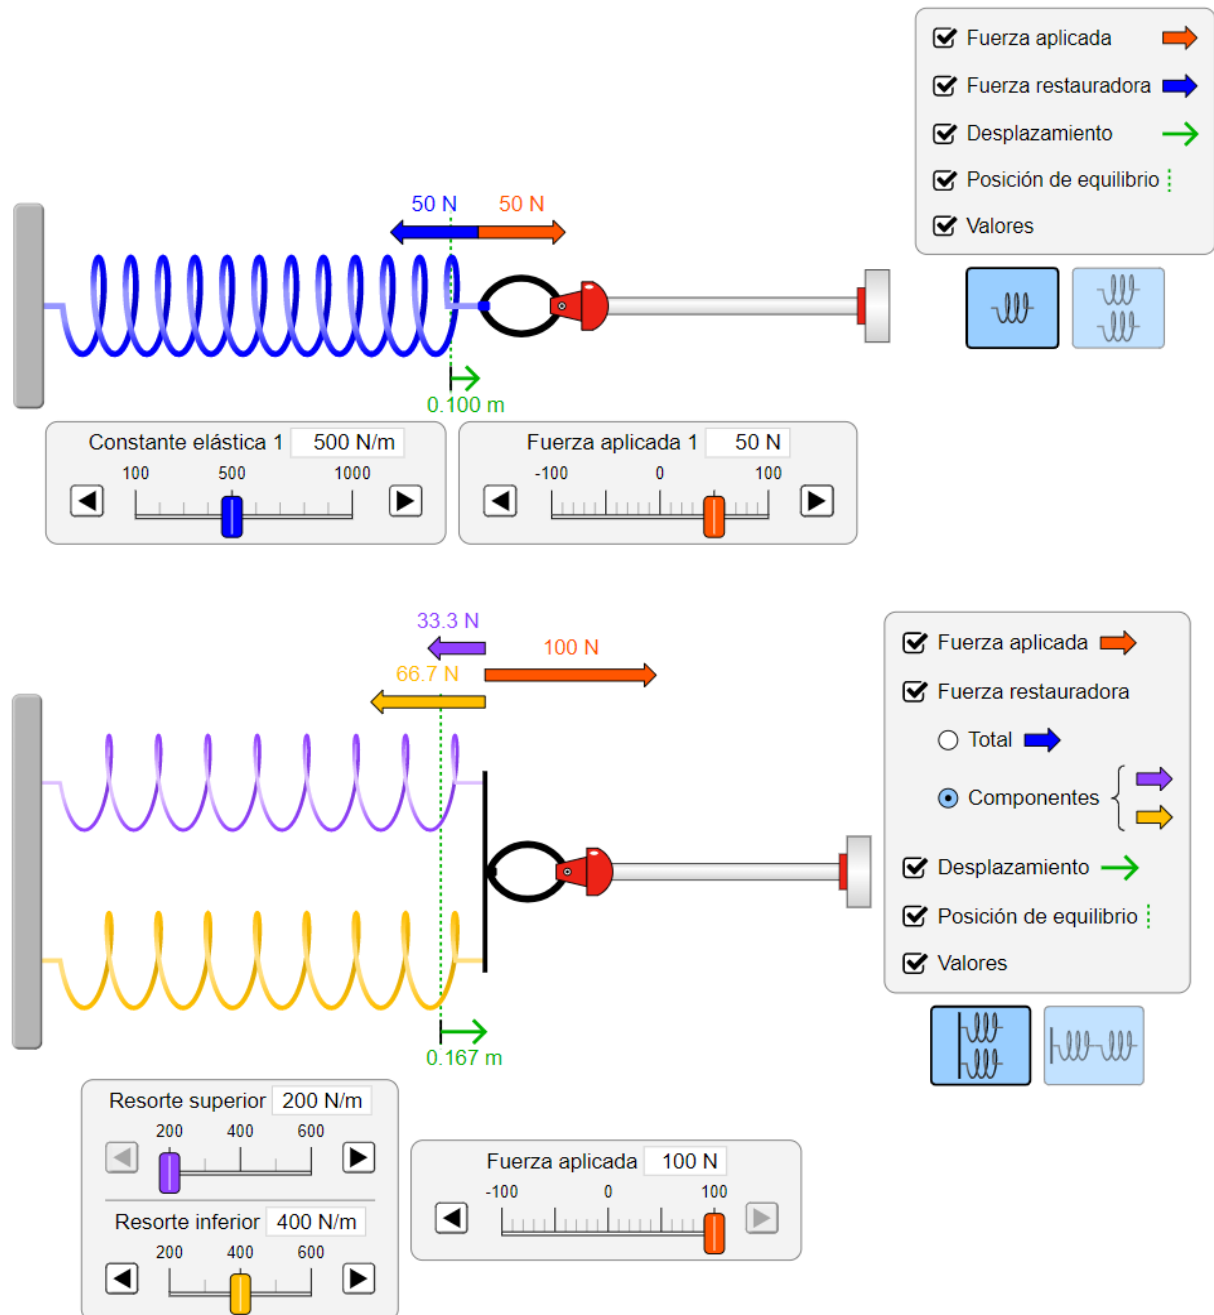 Fuerza aplicada
Fuerza restauradora
Desplazamiento
Posición de equilibrio
Valores
50 N 50 N
0.100 m
Constante elástica 1 500 N/m
100 500 1000
Fuerza aplicada 1 50 N
-100 0 100
33.3 N
100 N
66.7 N
0.167 m
Fuerza aplicada
Fuerza restauradora
Total
Componentes
Desplazamiento
Posición de equilibrio
Valores
Resorte superior 200 N/m
200 400 600
Resorte inferior 400 N/m
200 400 600
Fuerza aplicada 100 N
-100 0 100